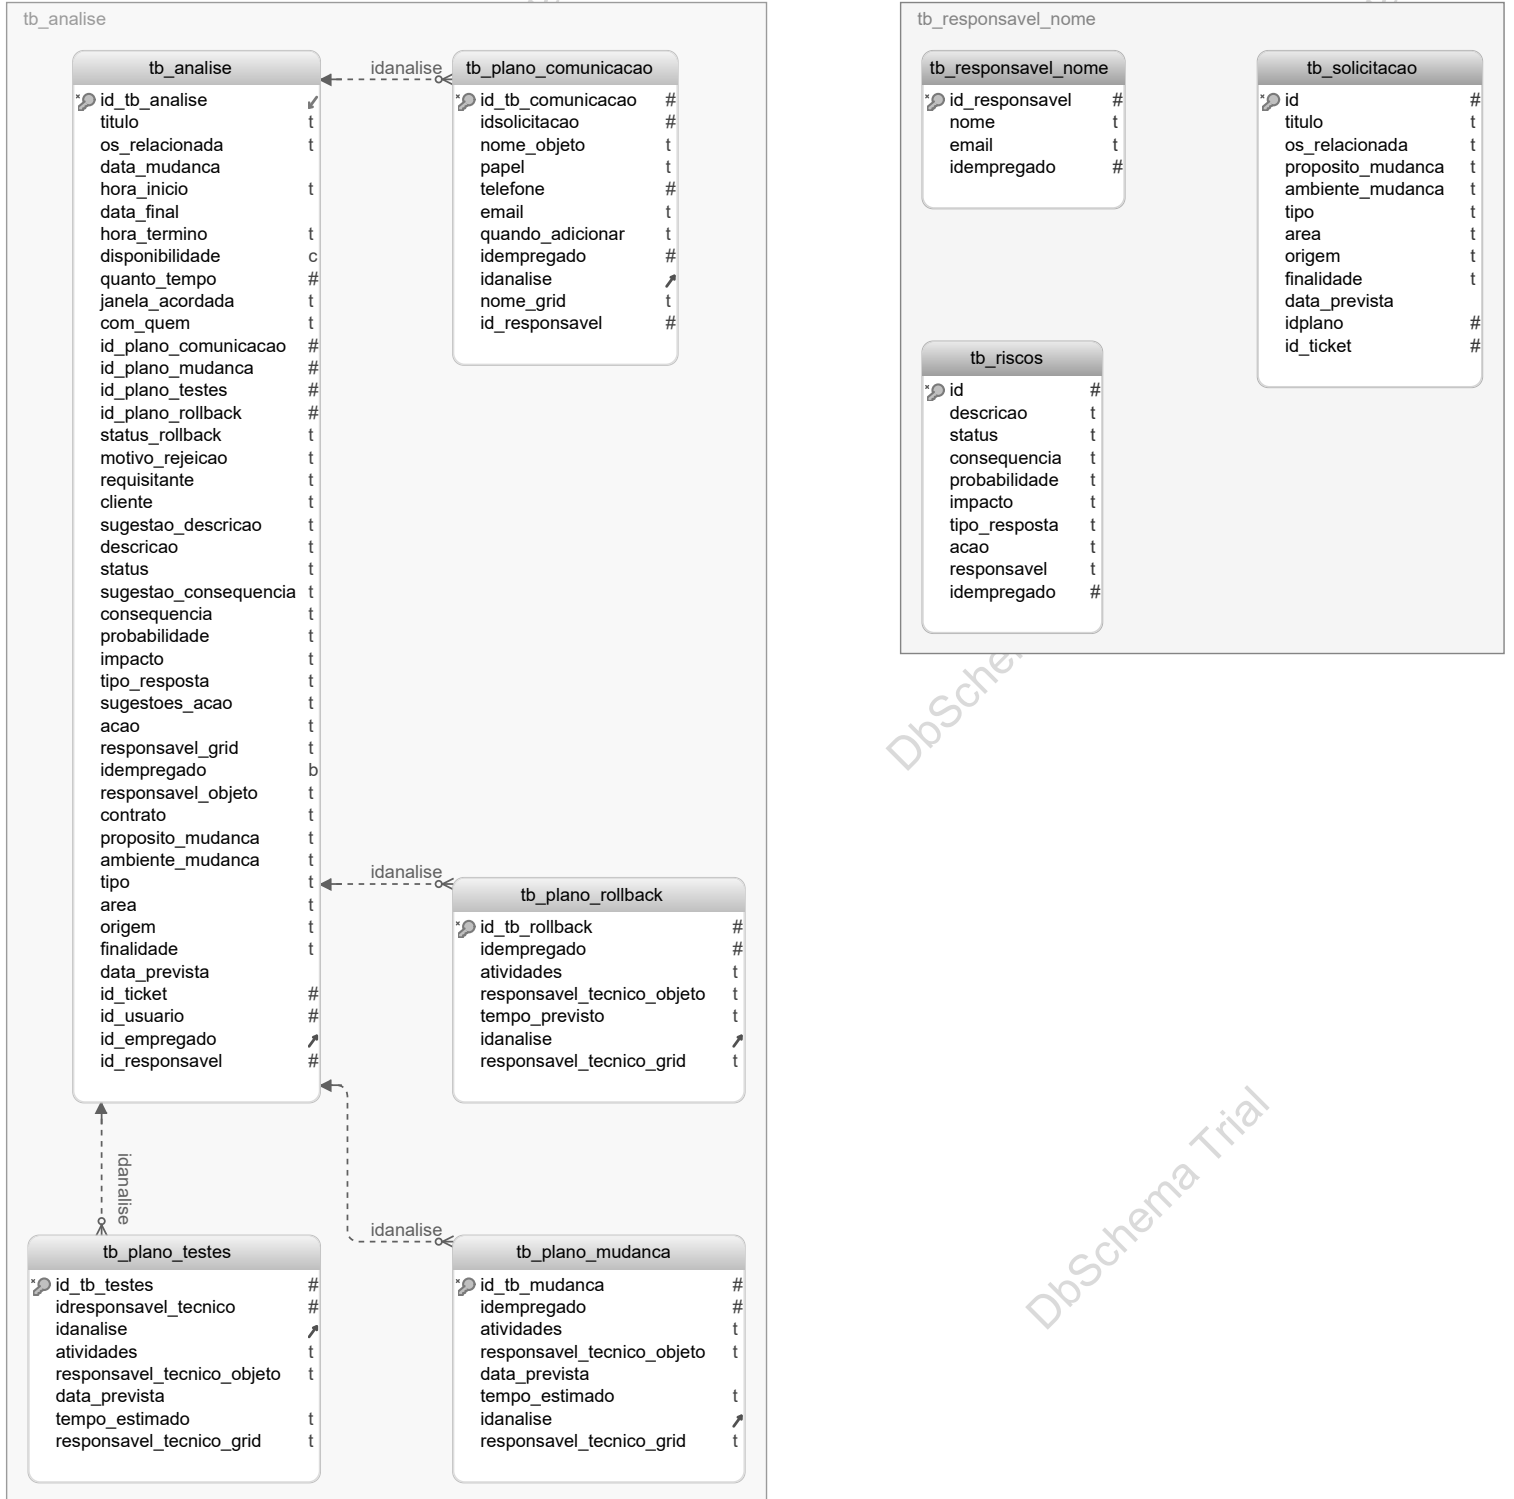 tb_analise
tb_analise
id_tb_analise
titulo t
os_relacionada t
data_mudanca
hora_inicio t
data_final
hora_termino t
disponibilidade c
quanto_tempo #
janela_acordada t
com_quem t
id_plano_comunicacao #
id_plano_mudanca #
id_plano_testes #
id_plano_rollback #
status_rollback t
motivo_rejeicao t
requisitante t
cliente t
sugestao_descricao t
descricao t
status t
sugestao_consequencia t
consequencia t
probabilidade t
impacto t
tipo_resposta t
sugestoes_acao t
acao t
responsavel_grid t
idempregado b
responsavel_objeto t
contrato t
proposito_mudanca t
ambiente_mudanca t
tipo t
area t
origem t
finalidade t
data_prevista
id_ticket #
id_usuario #
id_empregado
id_responsavel #
idanalise
tb_plano_comunicacao
id_tb_comunicacao #
idsolicitacao #
nome_objeto t
papel t
telefone #
email t
quando_adicionar t
idempregado #
idanalise
nome_grid t
id_responsavel #
idanalise
tb_plano_rollback
id_tb_rollback #
idempregado #
atividades t
responsavel_tecnico_objeto t
tempo_previsto t
idanalise
responsavel_tecnico_grid t
idanalise
tb_plano_testes
id_tb_testes #
idresponsavel_tecnico #
idanalise
atividades t
responsavel_tecnico_objeto t
data_prevista
tempo_estimado t
responsavel_tecnico_grid t
idanalise
tb_plano_mudanca
id_tb_mudanca #
idempregado #
atividades t
responsavel_tecnico_objeto t
data_prevista
tempo_estimado t
idanalise
responsavel_tecnico_grid t
tb_responsavel_nome
tb_responsavel_nome
id_responsavel #
nome t
email t
idempregado #
tb_solicitacao
id #
titulo t
os_relacionada t
proposito_mudanca t
ambiente_mudanca t
tipo t
area t
origem t
finalidade t
data_prevista
idplano #
id_ticket #
tb_riscos
id #
descricao t
status t
consequencia t
probabilidade t
impacto t
tipo_resposta t
acao t
responsavel t
idempregado #
DbSchema Trial